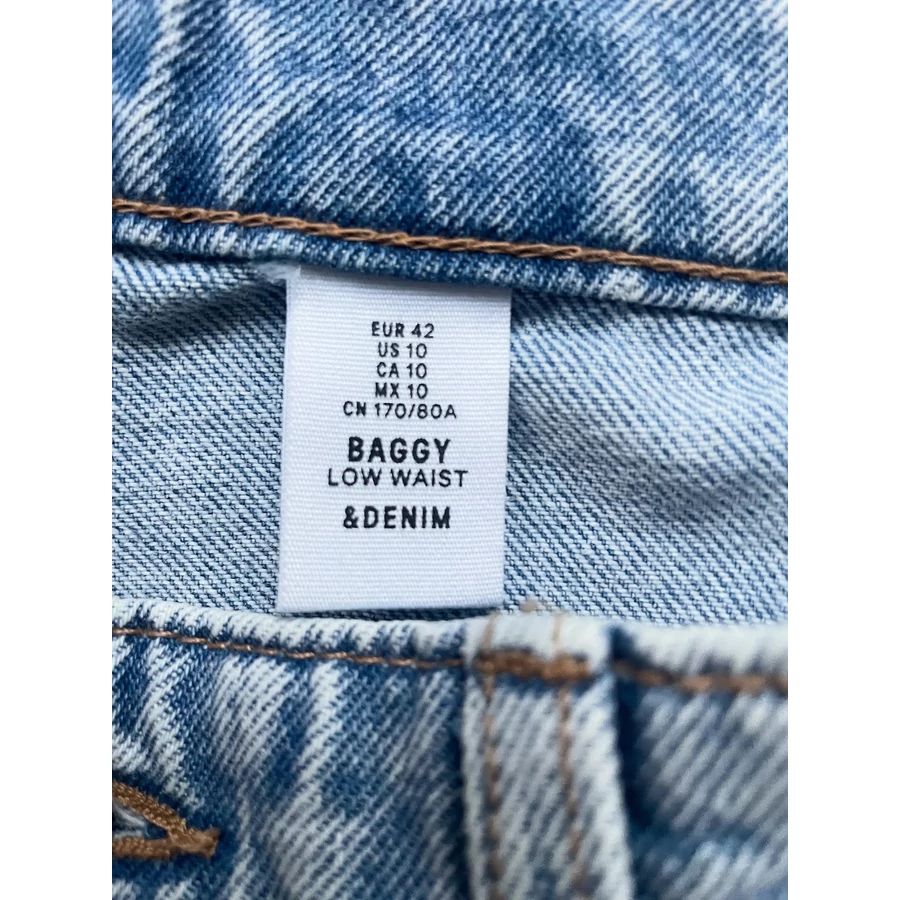 EUR 42
US 10
CA 10
MX 10
CN 170/80A
BAGGY
LOW WAIST
&DENIM